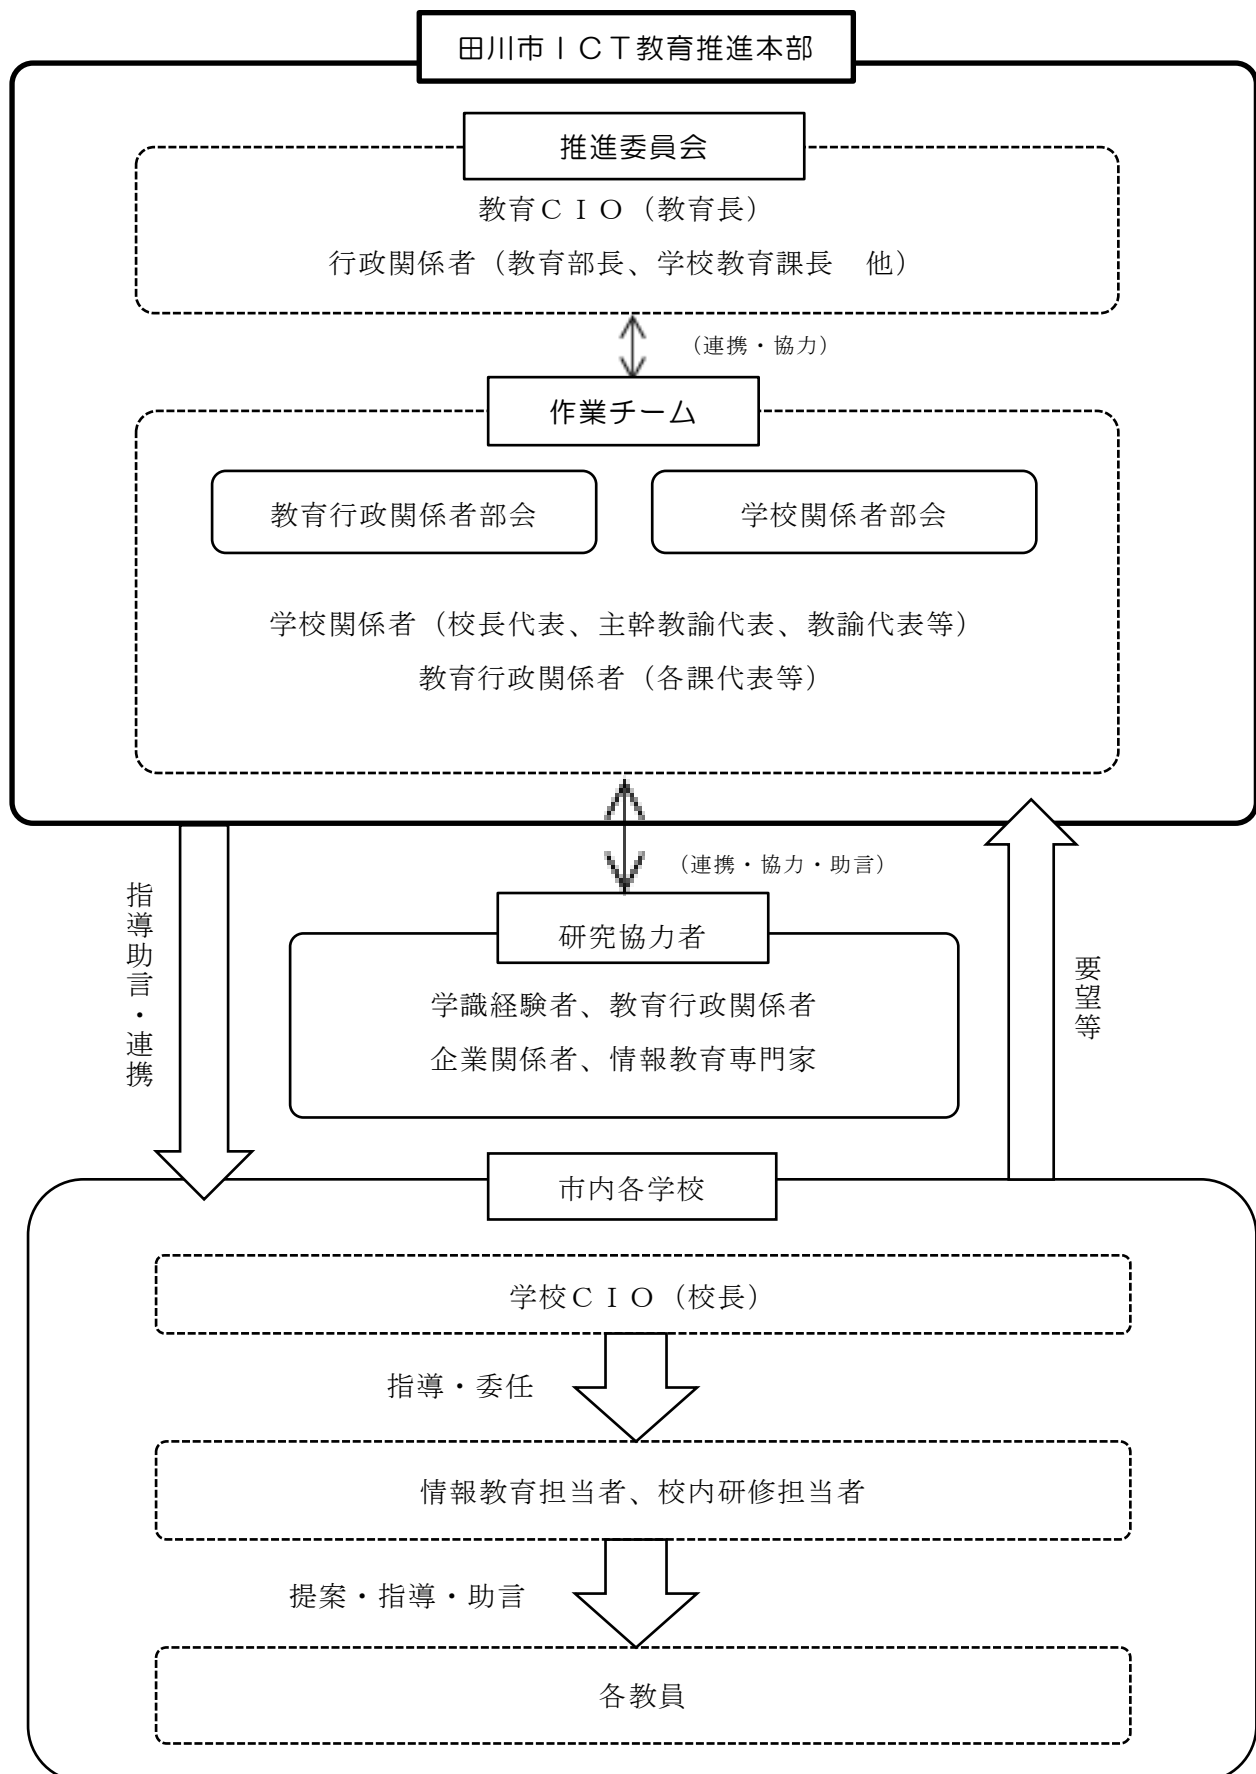 田川市ＩＣＴ教育推進本部
推進委員会
教育ＣＩＯ（教育長）
行政関係者（教育部長、学校教育課長　他）
（連携・協力）
作業チーム
教育行政関係者部会
学校関係者部会
学校関係者（校長代表、主幹教諭代表、教諭代表等）
教育行政関係者（各課代表等）
（連携・協力・助言）
指導助言・連携
研究協力者
学識経験者、教育行政関係者
企業関係者、情報教育専門家
要望等
市内各学校
学校ＣＩＯ（校長）
指導・委任
情報教育担当者、校内研修担当者
提案・指導・助言
各教員